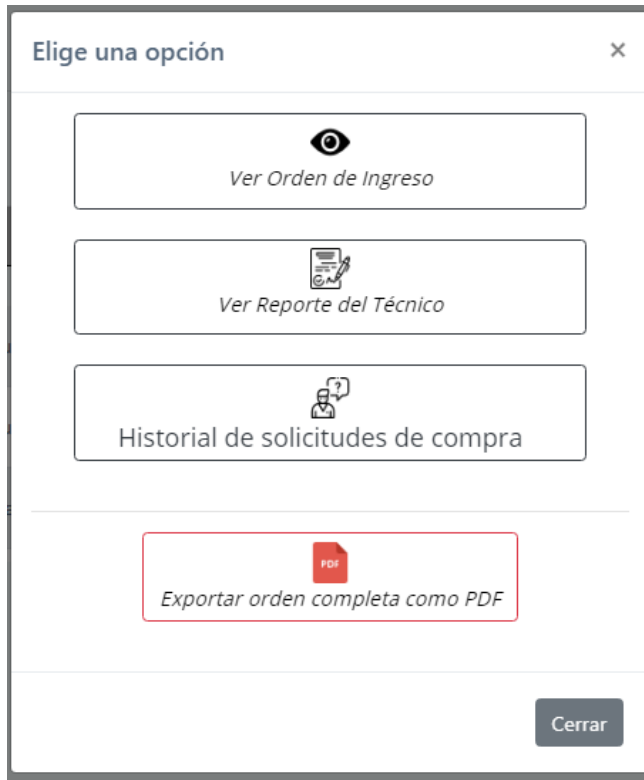 Elige una opción ×
Ver Orden de Ingreso
Ver Reporte del Técnico
?
Historial de solicitudes de compra
PDF
Exportar orden completa como PDF
Cerrar